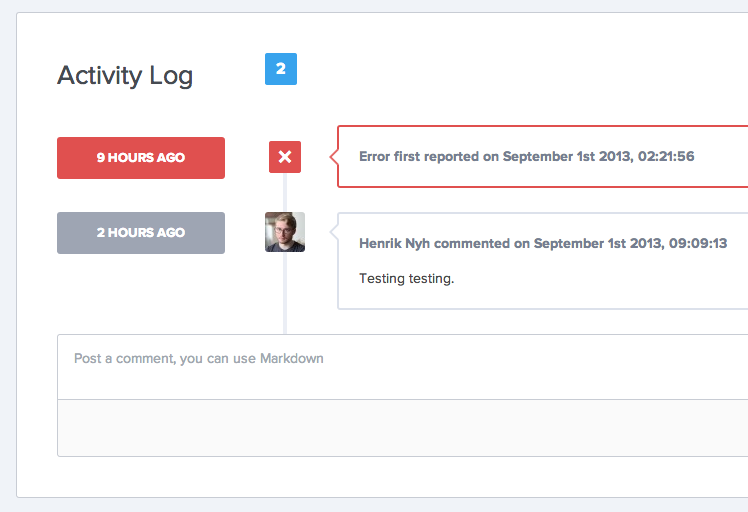 Activity Log
2
9 HOURS AGO
Error first reported on September 1st 2013, 02:21:56
2 HOURS AGO
Henrik Nyh commented on September 1st 2013, 09:09:13
Testing testing.
Post a comment, you can use Markdown